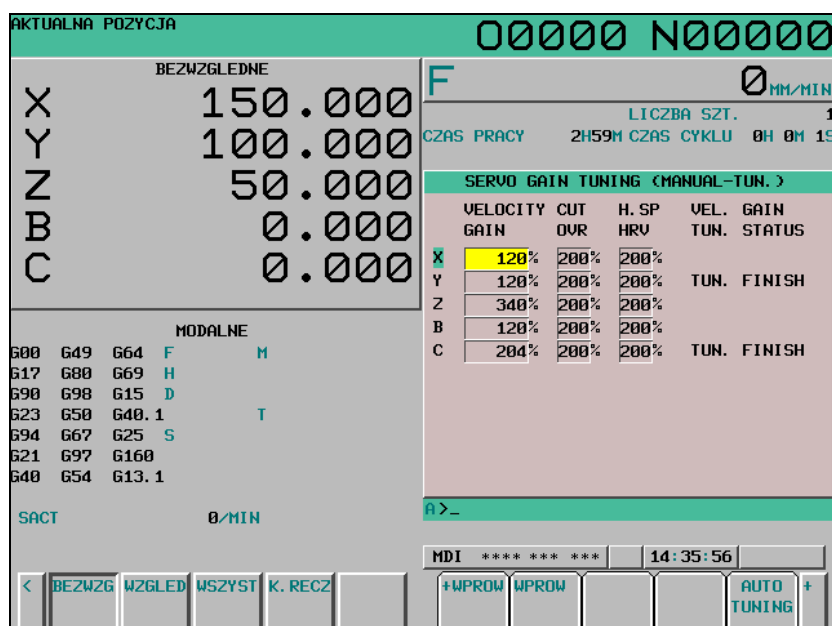 AKTUALNA POZYCJA
O0000 N00000
BEZWZGLEDNE
X 150.000
Y 100.000
Z 50.000
B 0.000
C 0.000
MODALNE
G00 G49 G64 F M
G17 G80 G69 H
G90 G98 G15 D
G23 G50 G40.1 T
G94 G67 G25 S
G21 G97 G160
G40 G54 G13.1
SACT 0/MIN
F 0 MM/MIN
LICZBA SZT. 1
CZAS PRACY 2H59M CZAS CYKLU 0H 0M 1S
SERVO GAIN TUNING (MANUAL-TUN.)
VELOCITY CUT H.SP VEL. GAIN
GAIN OVR HRV TUN. STATUS
X 120% 200% 200%
Y 120% 200% 200% TUN. FINISH
Z 340% 200% 200%
B 120% 200% 200%
C 204% 200% 200% TUN. FINISH
A>_
MDI **** *** *** 14:35:56
< BEZWZG WZGLED WSZYST K.RECZ +WPROW WPROW AUTO TUNING +